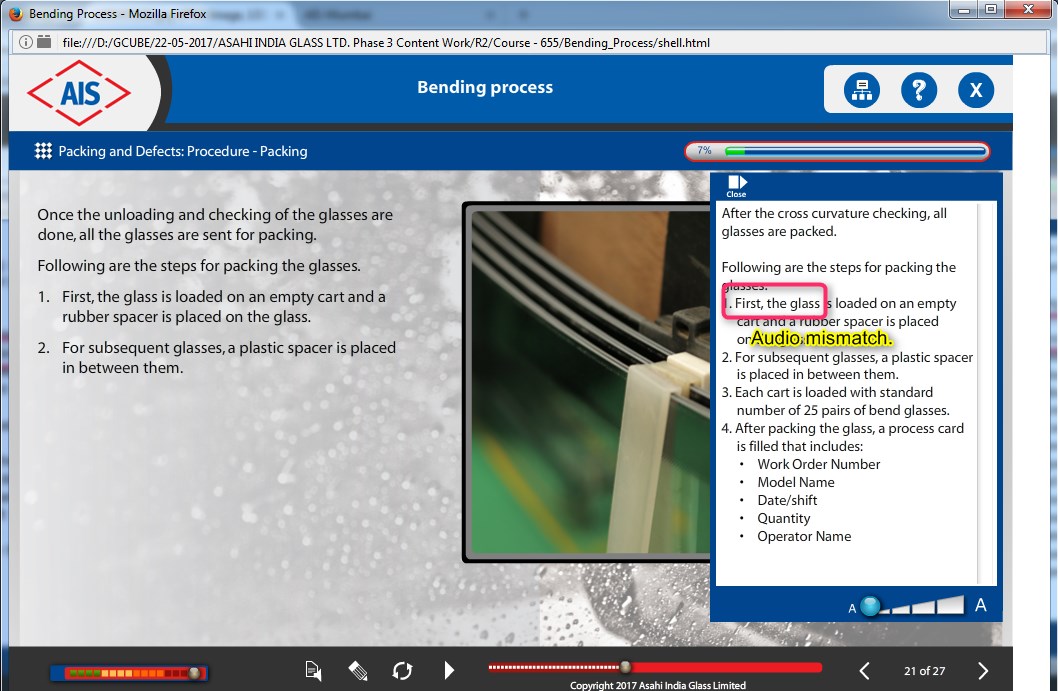 Bending Process - Mozilla Firefox
file:///D:/GCUBE/22-05-2017/ASAHI INDIA GLASS LTD. Phase 3 Content Work/R2/Course - 655/Bending_Process/shell.html
AIS
Bending process
?
X
Packing and Defects: Procedure - Packing
7%
Once the unloading and checking of the glasses are
done, all the glasses are sent for packing.
Following are the steps for packing the glasses.
1. First, the glass is loaded on an empty cart and a
rubber spacer is placed on the glass.
2. For subsequent glasses, a plastic spacer is placed
in between them.
Close
After the cross curvature checking, all
glasses are packed.
Following are the steps for packing the
glasses.
1. First, the glass is loaded on an empty
cart and a rubber spacer is placed
on
Audio mismatch.
2. For subsequent glasses, a plastic spacer
is placed in between them.
3. Each cart is loaded with standard
number of 25 pairs of bend glasses.
4. After packing the glass, a process card
is filled that includes:
• Work Order Number
• Model Name
• Date/shift
• Quantity
• Operator Name
A A
21 of 27
Copyright 2017 Asahi India Glass Limited